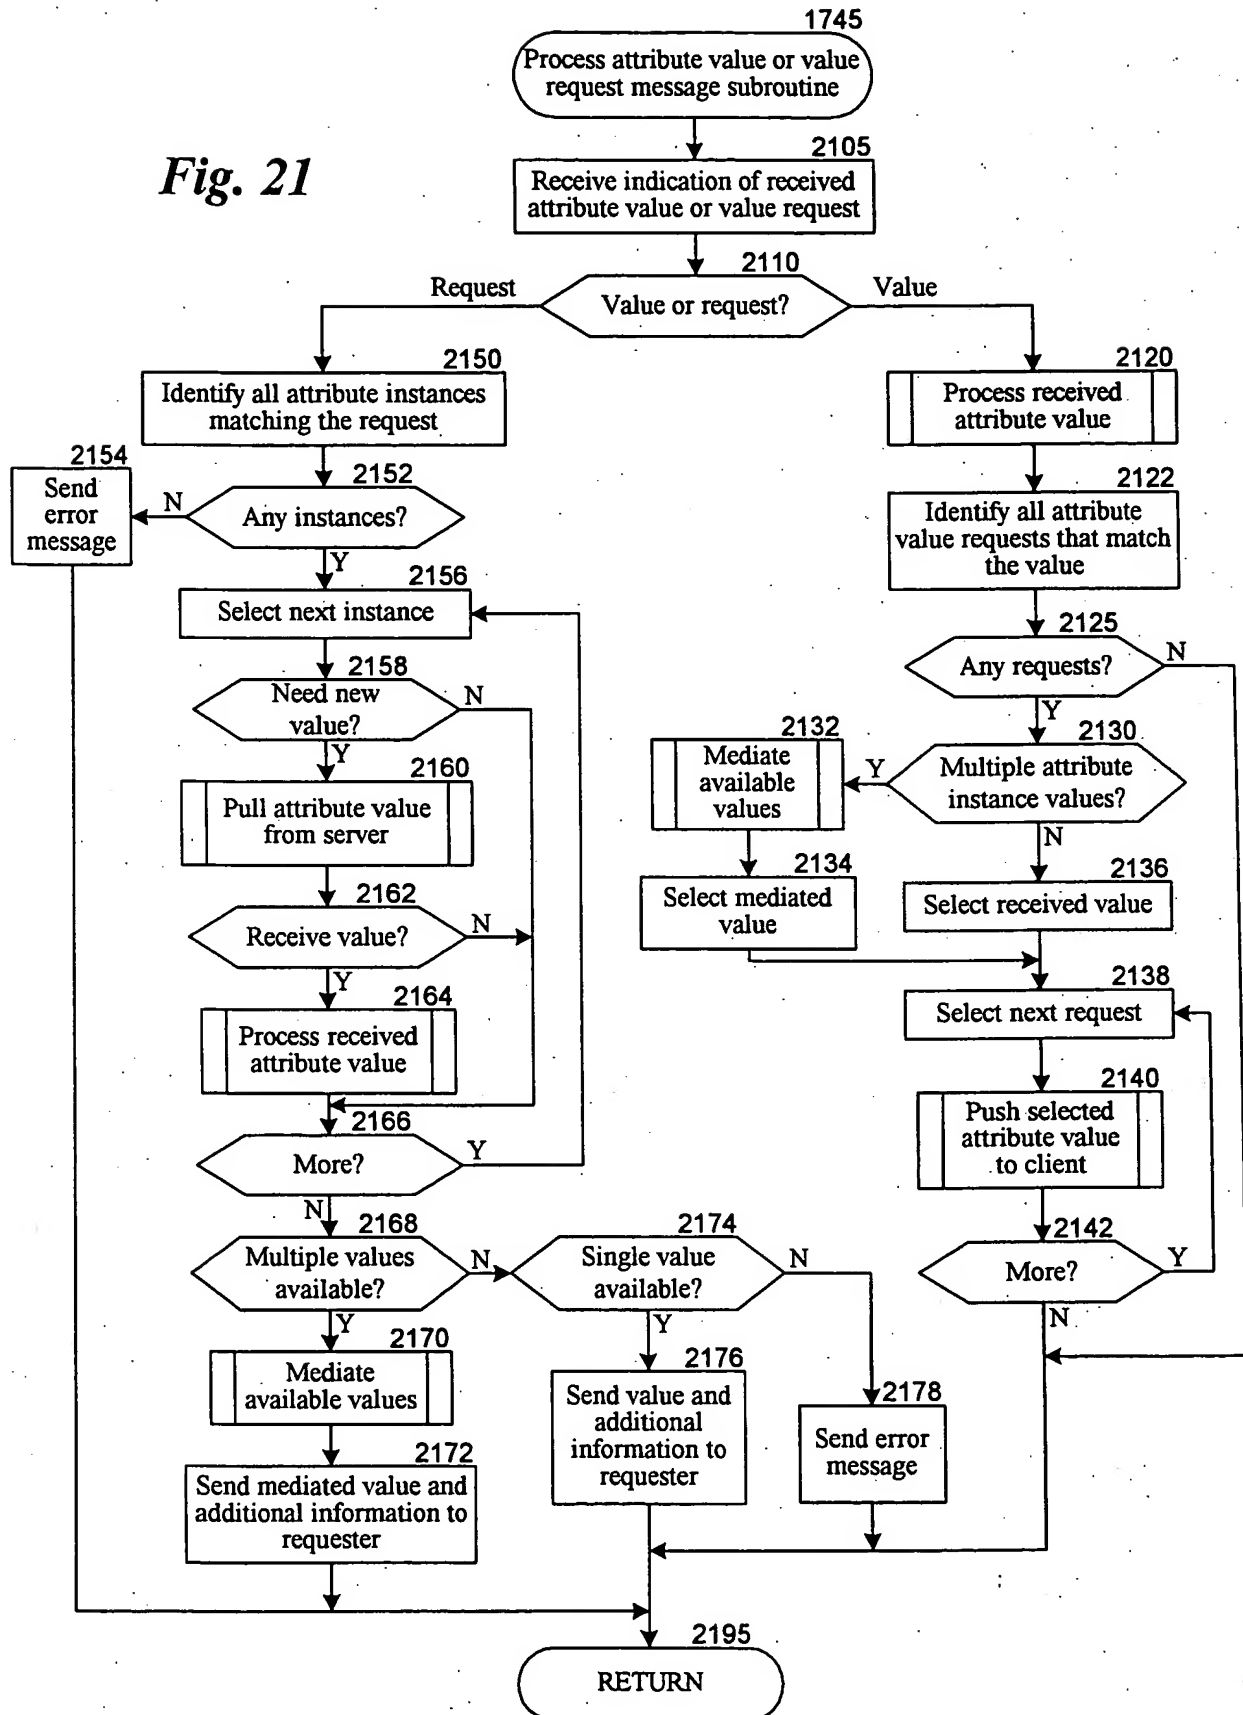 1745
Process attribute value or value
request message subroutine
Fig. 21
2105
Receive indication of received
attribute value or value request
2110
Request
Value or request?
Value
2150
Identify all attribute instances
matching the request
2120
Process received
attribute value
2154
Send
error
message
2152
N
Any instances?
Y
2122
Identify all attribute
value requests that match
the value
2156
Select next instance
2125
Any requests?
N
Y
2158
Need new
value?
N
Y
2132
Mediate
available
values
2130
Y
Multiple attribute
instance values?
N
2160
Pull attribute value
from server
2134
Select mediated
value
2136
Select received value
2162
Receive value?
N
Y
2138
Select next request
2164
Process received
attribute value
2140
Push selected
attribute value
to client
2166
More?
Y
N
2168
Multiple values
available?
N
Y
2174
Single value
available?
N
Y
2142
More?
Y
N
2170
Mediate
available values
2176
Send value and
additional
information to
requester
2178
Send error
message
2172
Send mediated value and
additional information to
requester
2195
RETURN